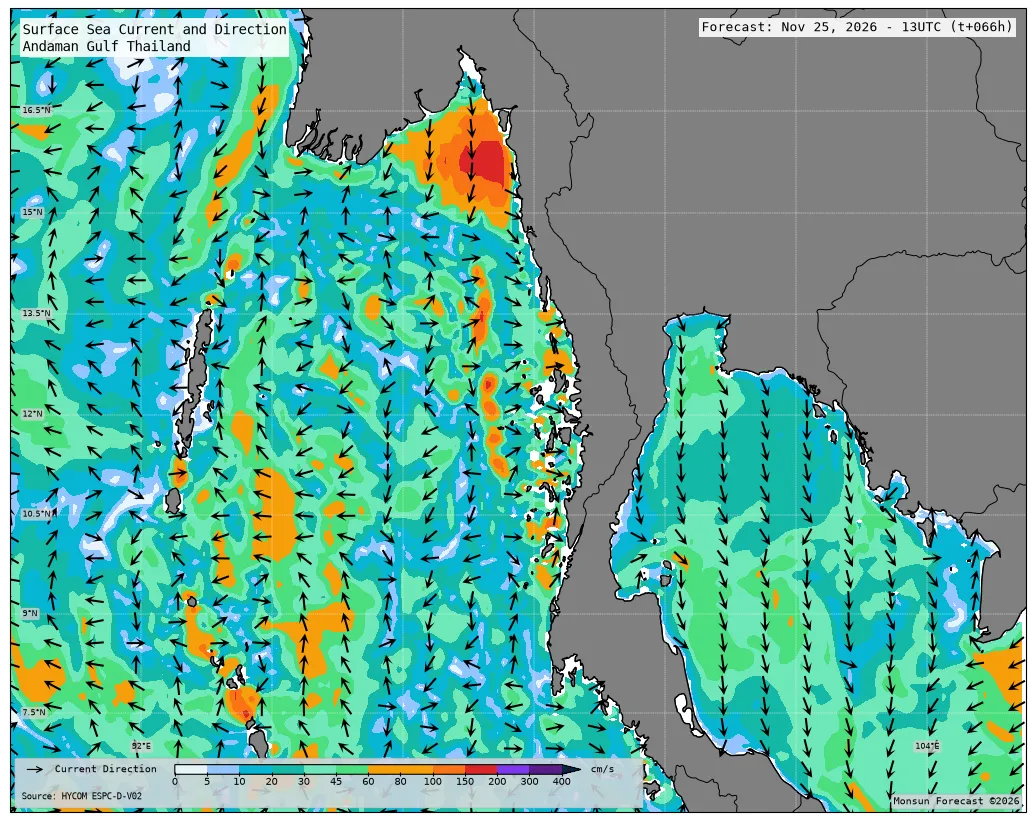 Surface Sea Current and Direction
Andaman Gulf Thailand
Forecast: Nov 25, 2026 - 13UTC (t+066h)
16.5°N
15°N
13.5°N
12°N
10.5°N
9°N
7.5°N
92°E
104°E
Current Direction
0 5 10 20 30 45 60 80 100 150 200 300 400 cm/s
Source: HYCOM ESPC-D-V02
Monsun Forecast ©2026